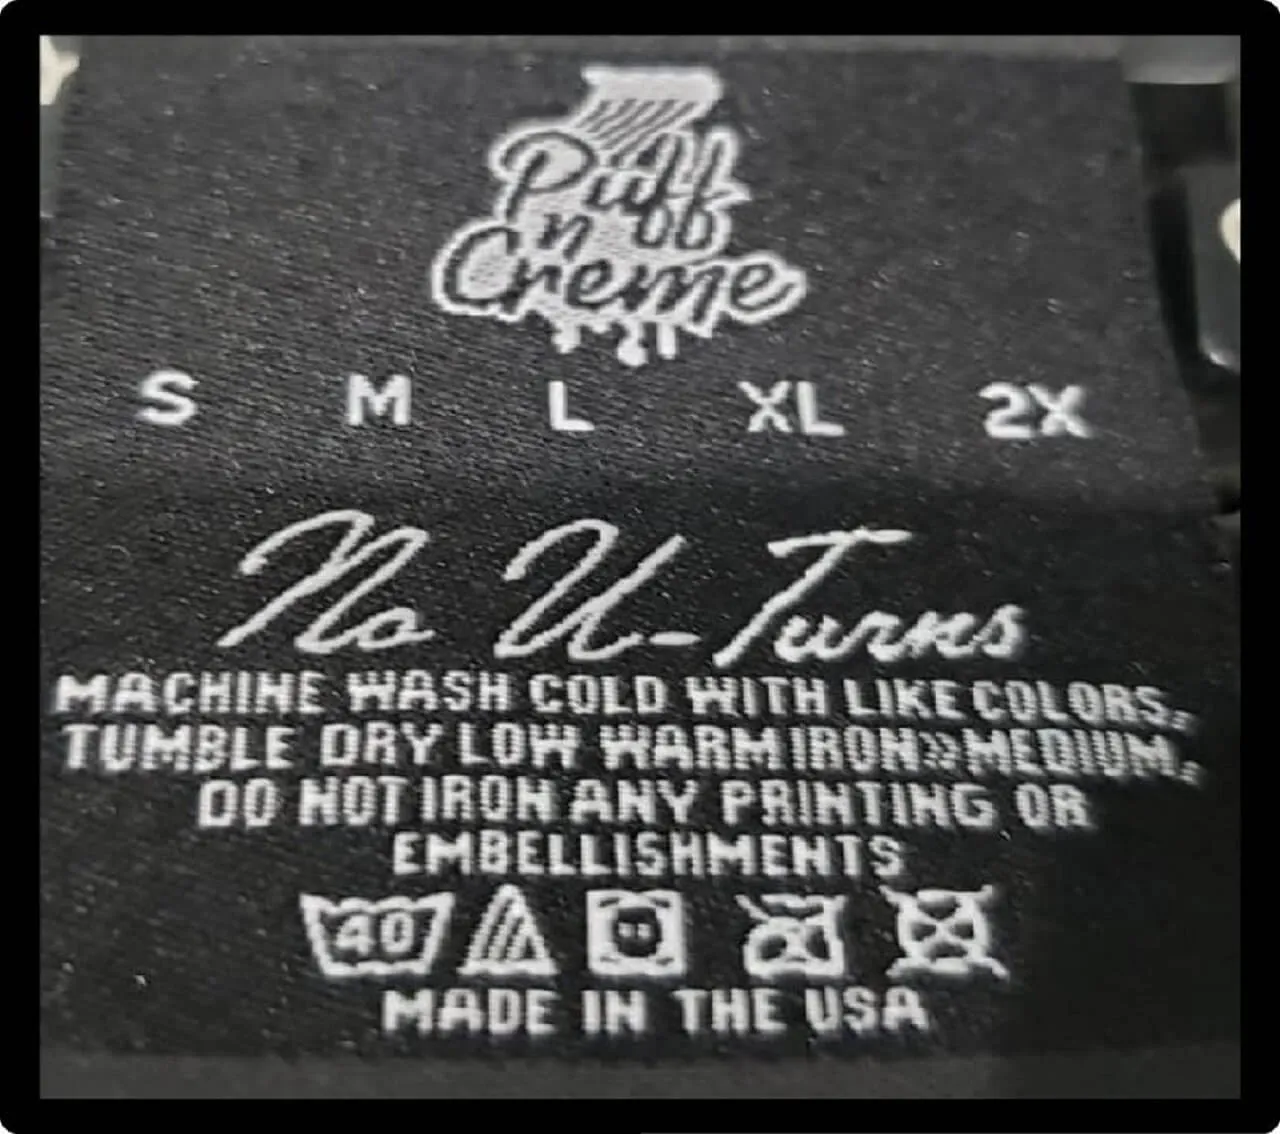 Puff
n
Creme
S M L XL 2X
No U-Turns
MACHINE WASH COLD WITH LIKE COLORS,
TUMBLE DRY LOW WARM IRON»MEDIUM,
DO NOT IRON ANY PRINTING OR
EMBELLISHMENTS
40
MADE IN THE USA